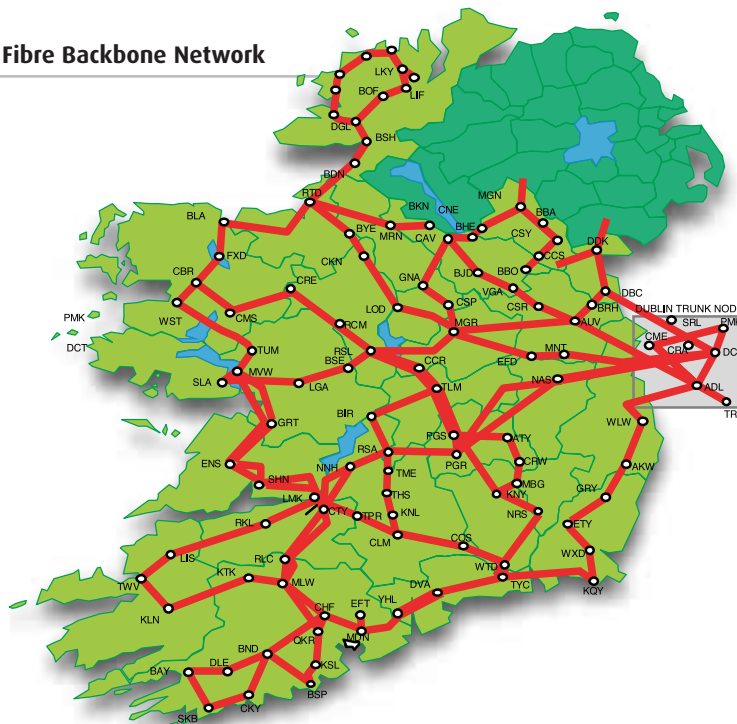 Fibre Backbone Network
LKY
BOF
LIF
DGL
BSH
BDN
RTD
BKN
CNE
MGN
BLA
BYE
MRN
CAV
BHE
CSY
BBA
FXD
CKN
CCS
DDK
CBR
CRE
GNA
BJD
BBO
WST
CMS
CSP
VGA
DBC
PMK
RCM
LOD
CSR
BRH
DUBLIN TRUNK NOD
DCT
MGR
AUV
SRL
PM
TUM
RSL
CME
CRA
DC
MVW
BSE
CCR
EFD
MNT
SLA
LGA
TLM
NAS
ADL
TR
BIR
GRT
PGS
ATY
WLW
ENS
NNH
RSA
PGR
CRW
AKW
SHN
TME
MBG
LMK
THS
KNY
GRY
CTY
TPR
KNL
NRS
RKL
CLM
ETY
LIS
RLC
COS
WXD
TWV
KTK
MLW
DVA
WTD
TYC
KQY
KLN
CHF
EFT
YHL
QKR
MDN
BND
BAY
DLE
KSL
SKB
CKY
BSP